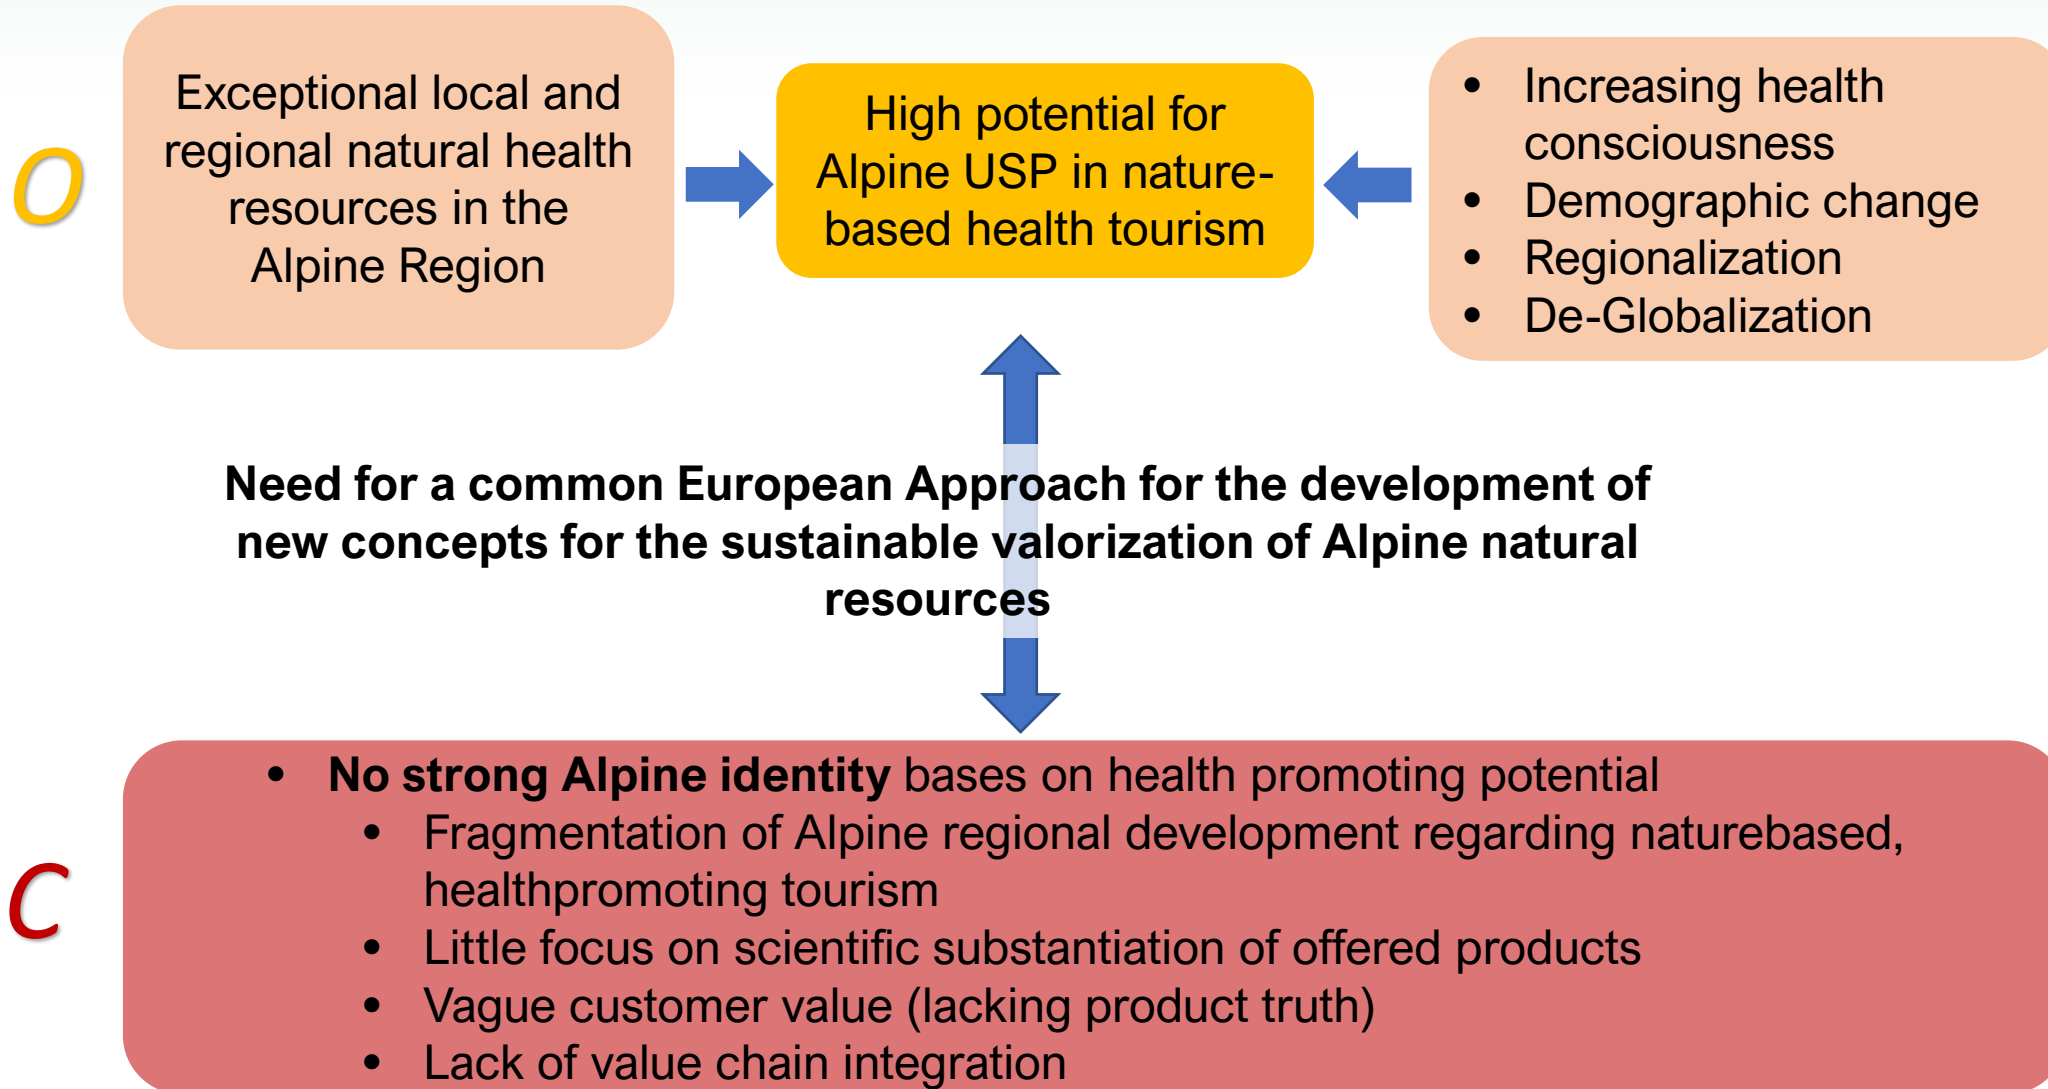 O
Exceptional local and
regional natural health
resources in the
Alpine Region
High potential for
Alpine USP in nature-
based health tourism
• Increasing health
consciousness
• Demographic change
• Regionalization
• De-Globalization
Need for a common European Approach for the development of
new concepts for the sustainable valorization of Alpine natural
resources
C
• No strong Alpine identity bases on health promoting potential
• Fragmentation of Alpine regional development regarding naturebased,
healthpromoting tourism
• Little focus on scientific substantiation of offered products
• Vague customer value (lacking product truth)
• Lack of value chain integration